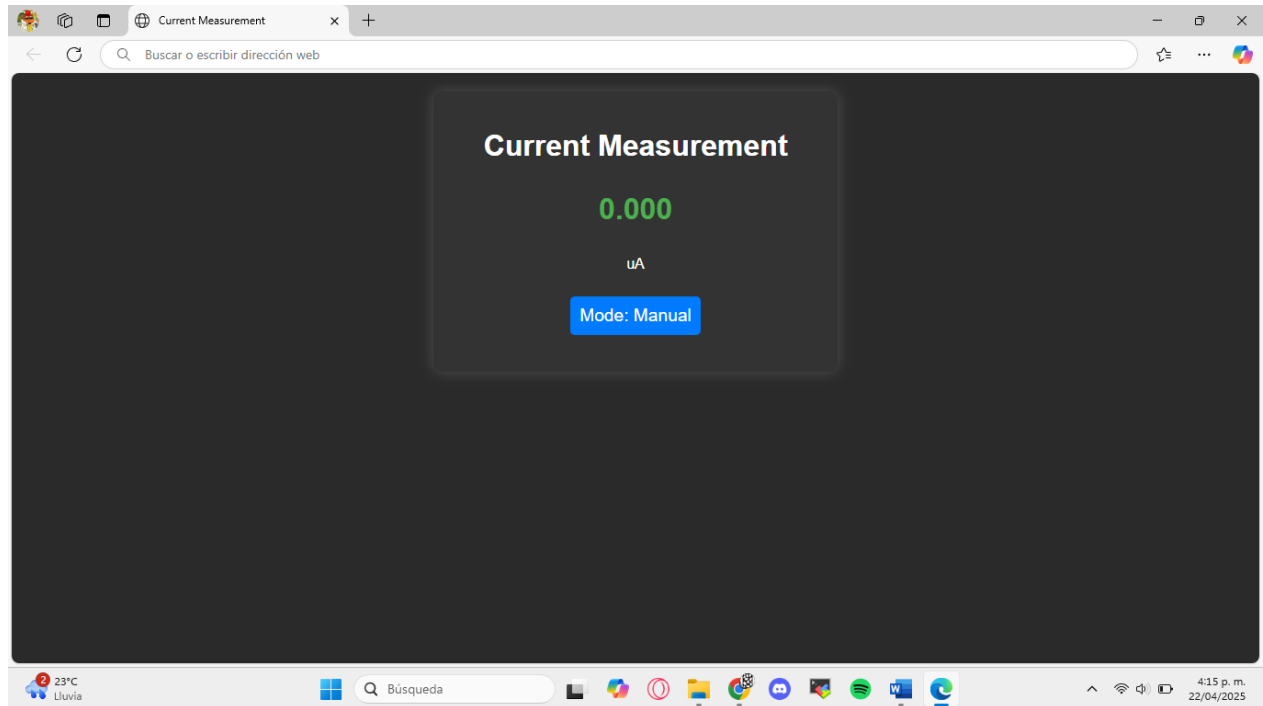 Current Measurement
Buscar o escribir dirección web
Current Measurement
0.000
uA
Mode: Manual
2
23°C
Lluvia
Búsqueda
W
4:15 p. m.
22/04/2025